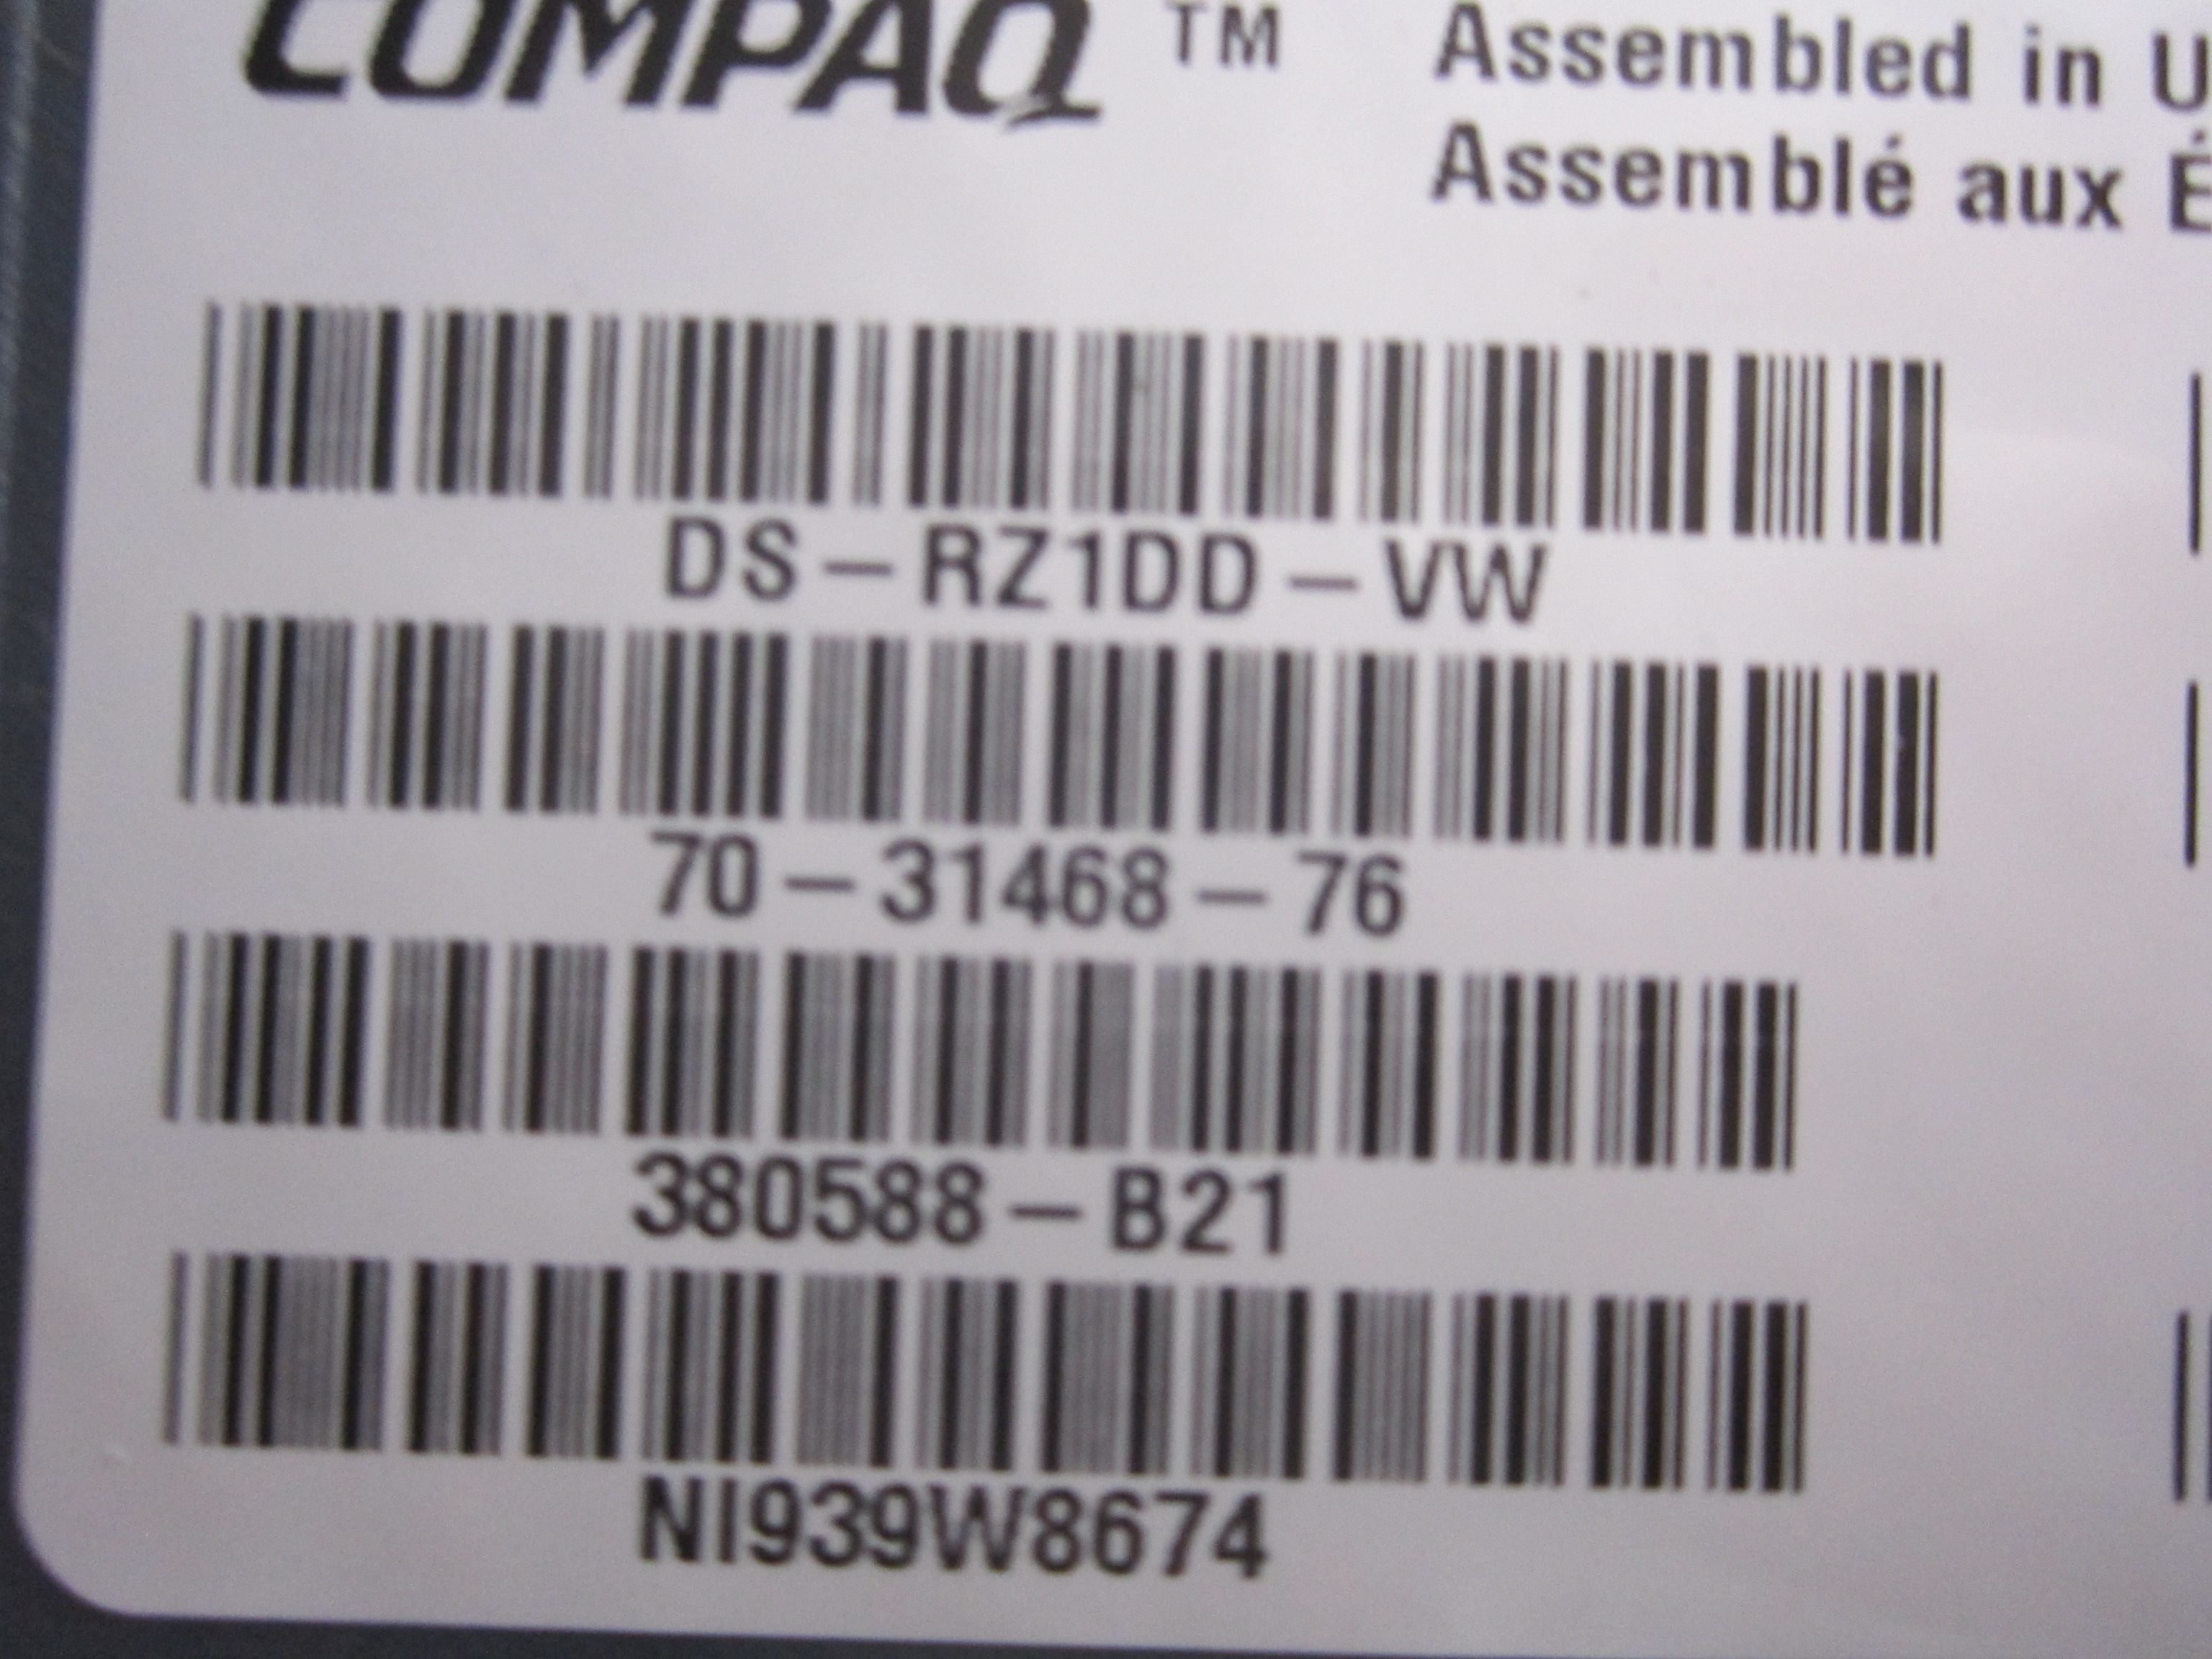 COMPAQ TM
Assembled in U
Assemblé aux É
DS-RZ1DD-VW
70-31468-76
380588-B21
NI939W8674